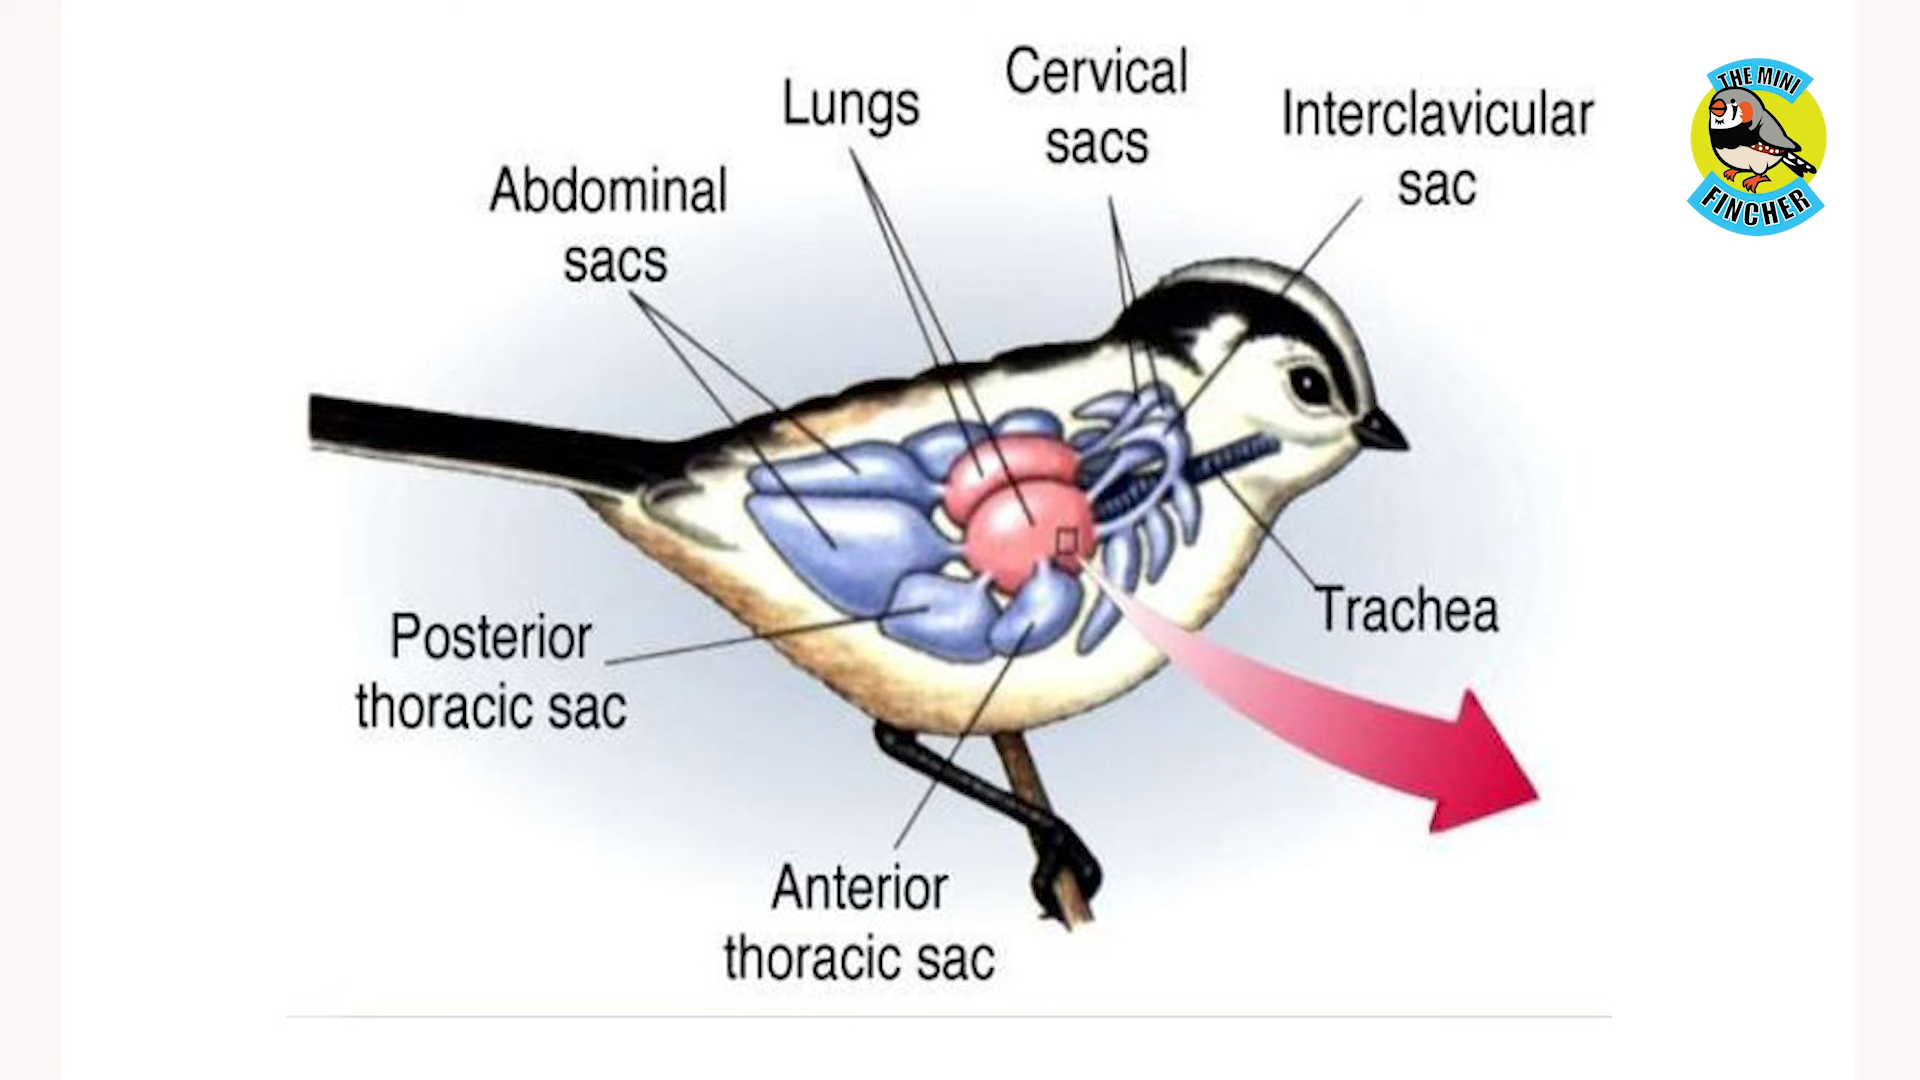 Lungs
Cervical
sacs
Interclavicular
sac
Abdominal
sacs
THE MINI
FINCHER
Posterior
thoracic sac
Trachea
Anterior
thoracic sac